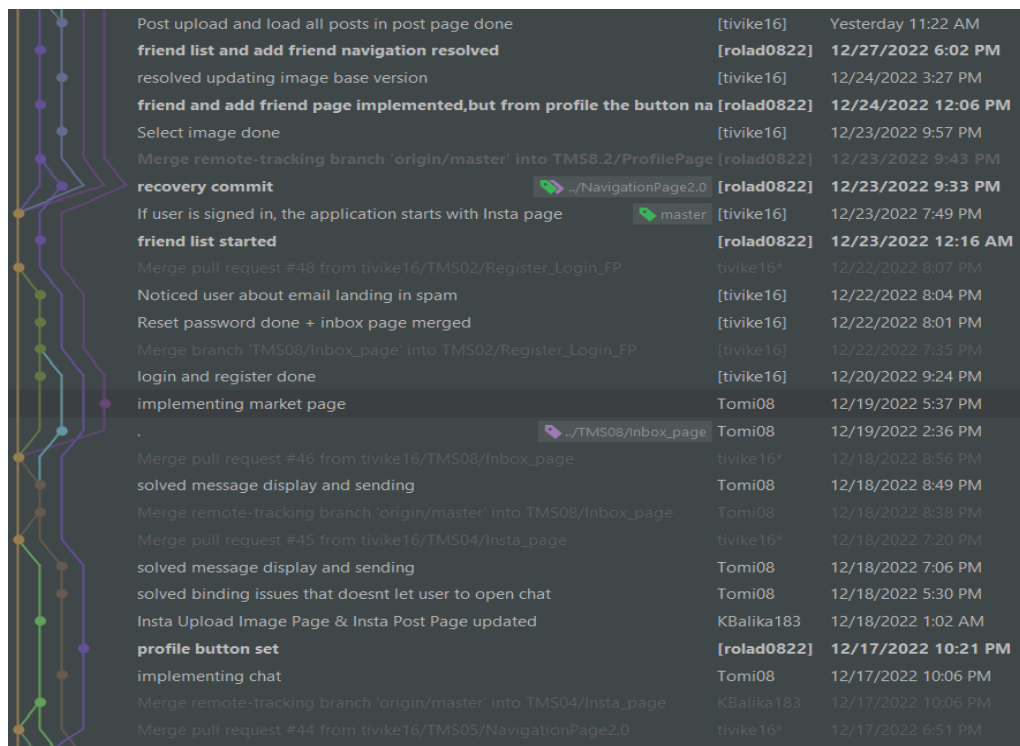 Post upload and load all posts in post page done [tivike16] Yesterday 11:22 AM
friend list and add friend navigation resolved [rolad0822] 12/27/2022 6:02 PM
resolved updating image base version [tivike16] 12/24/2022 3:27 PM
friend and add friend page implemented,but from profile the button na [rolad0822] 12/24/2022 12:06 PM
Select image done [tivike16] 12/23/2022 9:57 PM
Merge remote-tracking branch 'origin/master' into TMS8.2/ProfilePage [rolad0822] 12/23/2022 9:43 PM
recovery commit ../NavigationPage2.0 [rolad0822] 12/23/2022 9:33 PM
If user is signed in, the application starts with Insta page master [tivike16] 12/23/2022 7:49 PM
friend list started [rolad0822] 12/23/2022 12:16 AM
Merge pull request #48 from tivike16/TMS02/Register_Login_FP tivike16* 12/22/2022 8:07 PM
Noticed user about email landing in spam [tivike16] 12/22/2022 8:04 PM
Reset password done + inbox page merged [tivike16] 12/22/2022 8:01 PM
Merge branch 'TMS08/Inbox_page' into TMS02/Register_Login_FP [tivike16] 12/22/2022 7:35 PM
login and register done [tivike16] 12/20/2022 9:24 PM
implementing market page Tomi08 12/19/2022 5:37 PM
. ../TMS08/Inbox_page Tomi08 12/19/2022 2:36 PM
Merge pull request #46 from tivike16/TMS08/Inbox_page tivike16* 12/18/2022 8:56 PM
solved message display and sending Tomi08 12/18/2022 8:49 PM
Merge remote-tracking branch 'origin/master' into TMS08/Inbox_page Tomi08 12/18/2022 8:38 PM
Merge pull request #45 from tivike16/TMS04/Insta_page tivike16* 12/18/2022 7:20 PM
solved message display and sending Tomi08 12/18/2022 7:06 PM
solved binding issues that doesnt let user to open chat Tomi08 12/18/2022 5:30 PM
Insta Upload Image Page & Insta Post Page updated KBalika183 12/18/2022 1:02 AM
profile button set [rolad0822] 12/17/2022 10:21 PM
implementing chat Tomi08 12/17/2022 10:06 PM
Merge remote-tracking branch 'origin/master' into TMS04/Insta_page KBalika183 12/17/2022 10:06 PM
Merge pull request #44 from tivike16/TMS05/NavigationPage2.0 tivike16* 12/17/2022 6:51 PM